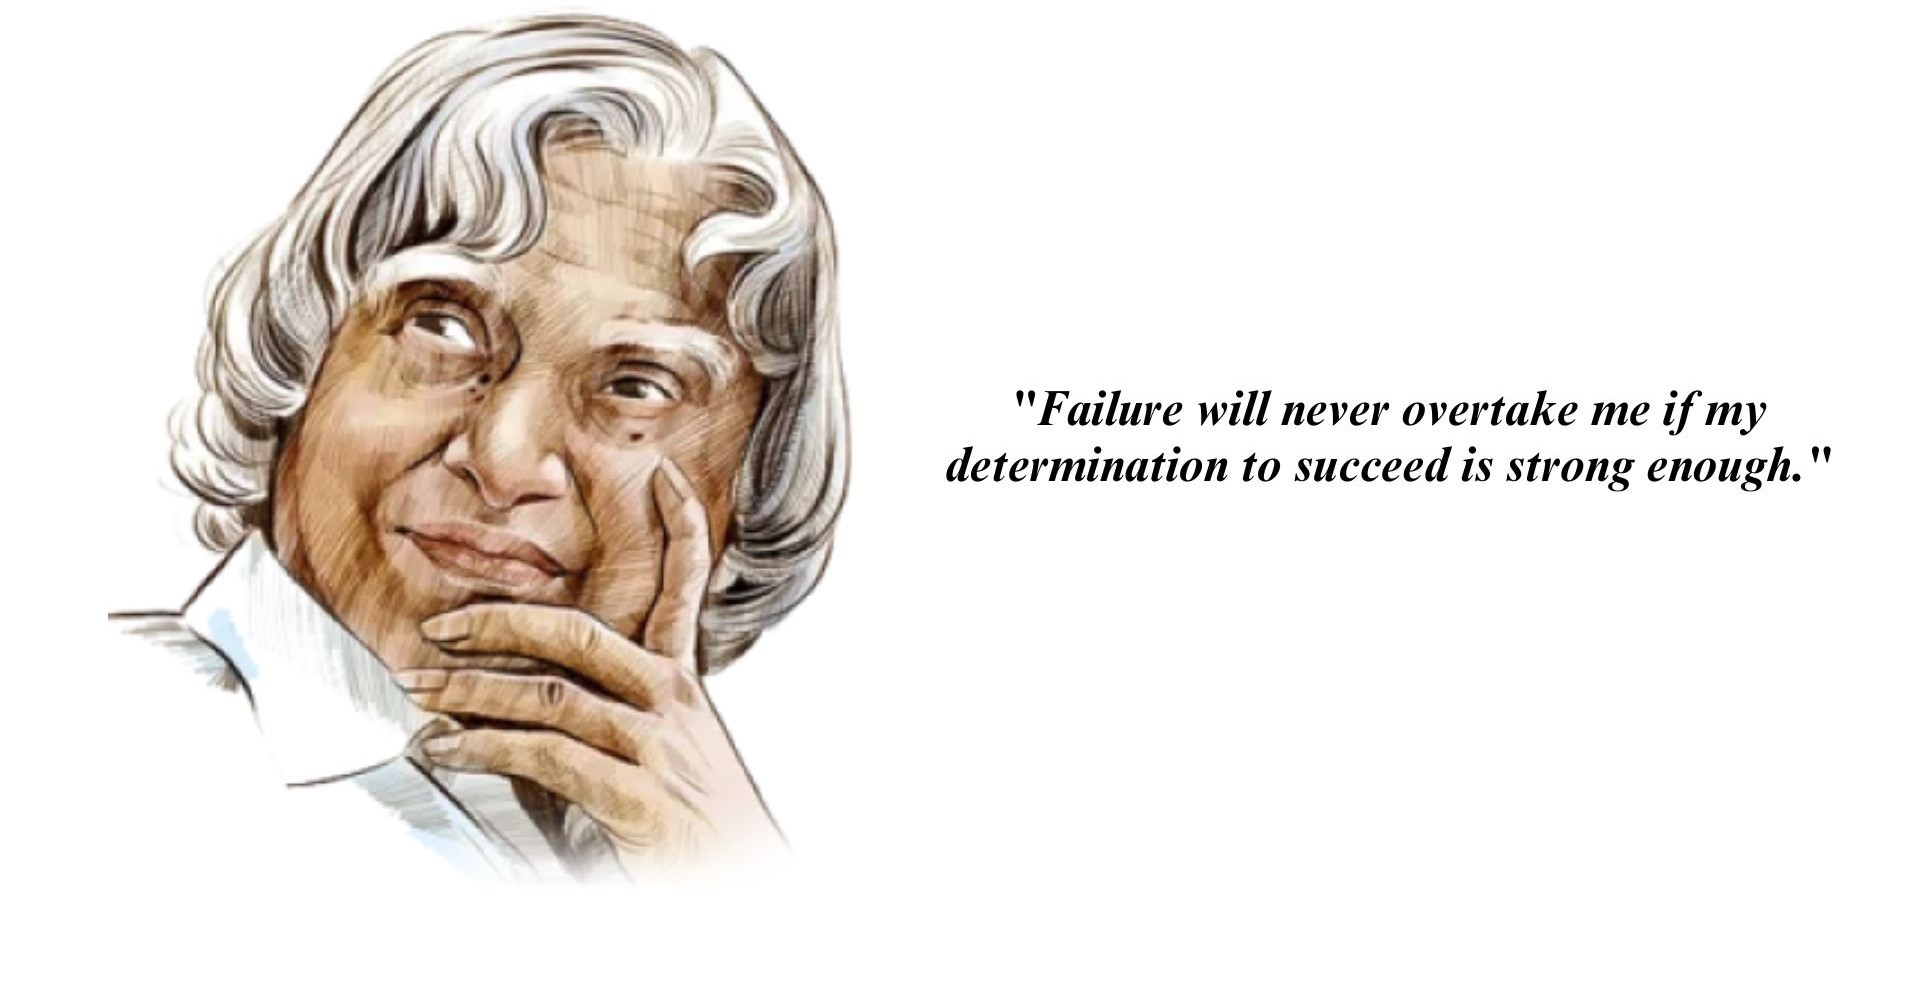 "Failure will never overtake me if my
determination to succeed is strong enough."